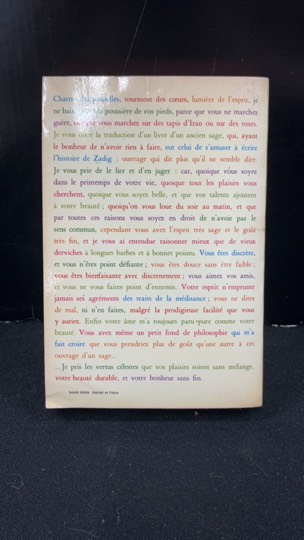 Charme des prunelles, tourment des cœurs, lumière de l'esprit, je
ne baise point la poussière de vos pieds, parce que vous ne marchez
guère, ou que vous marchez sur des tapis d'Iran ou sur des roses.
Je vous offre la traduction d'un livre d'un ancien sage, qui, ayant
le bonheur de n'avoir rien à faire, eut celui de s'amuser à écrire
l'histoire de Zadig : ouvrage qui dit plus qu'il ne semble dire.
Je vous prie de le lire et d'en juger : car, quoique vous soyez
dans le printemps de votre vie, quoique tous les plaisirs vous
cherchent, quoique vous soyez belle, et que vos talents ajoutent
à votre beauté ; quoiqu'on vous loue du soir au matin, et que
par toutes ces raisons vous soyez en droit de n'avoir pas le
sens commun, cependant vous avez l'esprit très sage et le goût
très fin, et je vous ai entendue raisonner mieux que de vieux
derviches à longues barbes et à bonnet pointu. Vous êtes discrète,
et vous n'êtes point défiante ; vous êtes douce sans être faible ;
vous êtes bienfaisante avec discernement ; vous aimez vos amis,
et vous ne vous faites point d'ennemis. Votre esprit n'emprunte
jamais ses agréments des traits de la médisance ; vous ne dites
de mal, ni n'en faites, malgré la prodigieuse facilité que vous
y auriez. Enfin votre âme m'a toujours paru pure comme votre
beauté. Vous avez même un petit fond de philosophie qui m'a
fait croire que vous prendriez plus de goût qu'une autre à cet
ouvrage d'un sage...
... Je prie les vertus célestes que vos plaisirs soient sans mélange,
votre beauté durable, et votre bonheur sans fin.